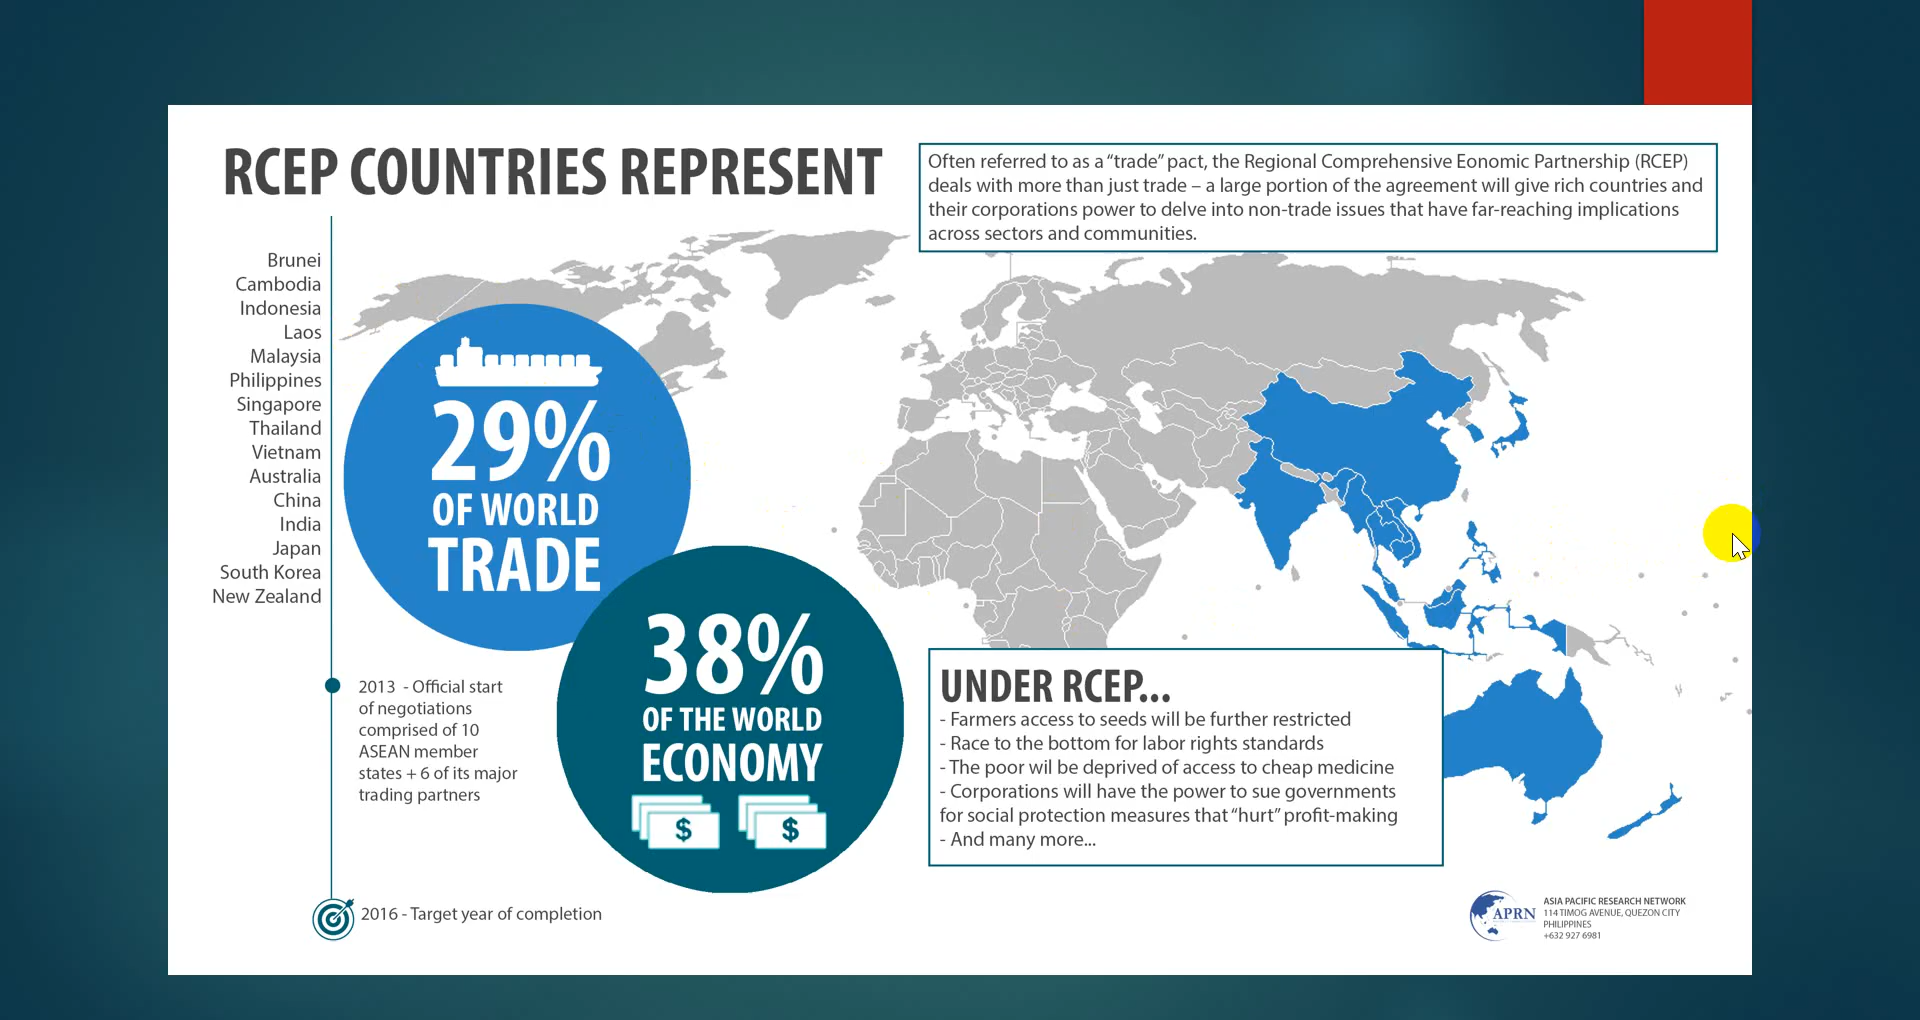 RCEP COUNTRIES REPRESENT
Often referred to as a “trade” pact, the Regional Comprehensive Eonomic Partnership (RCEP)
deals with more than just trade – a large portion of the agreement will give rich countries and
their corporations power to delve into non-trade issues that have far-reaching implications
across sectors and communities.
Brunei
Cambodia
Indonesia
Laos
Malaysia
Philippines
Singapore
Thailand
Vietnam
Australia
China
India
Japan
South Korea
New Zealand
29%
OF WORLD
TRADE
38%
OF THE WORLD
ECONOMY
$ $
2013 - Official start
of negotiations
comprised of 10
ASEAN member
states + 6 of its major
trading partners
2016 - Target year of completion
UNDER RCEP...
- Farmers access to seeds will be further restricted
- Race to the bottom for labor rights standards
- The poor wil be deprived of access to cheap medicine
- Corporations will have the power to sue governments
for social protection measures that “hurt” profit-making
- And many more...
APRN
ASIA PACIFIC RESEARCH NETWORK
114 TIMOG AVENUE, QUEZON CITY
PHILIPPINES
+632 927 6981